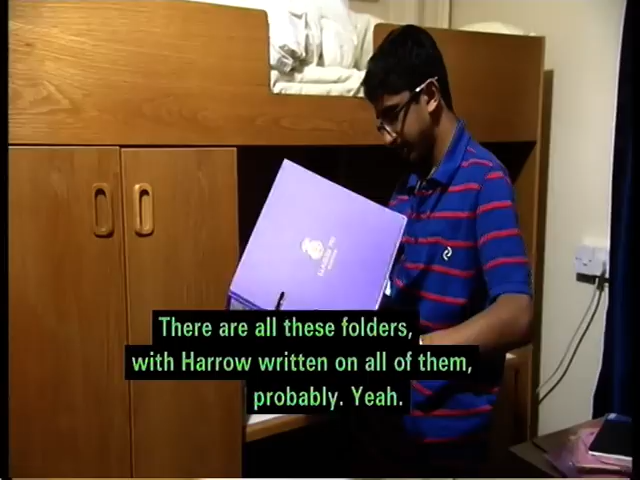 There are all these folders,
with Harrow written on all of them,
probably. Yeah.